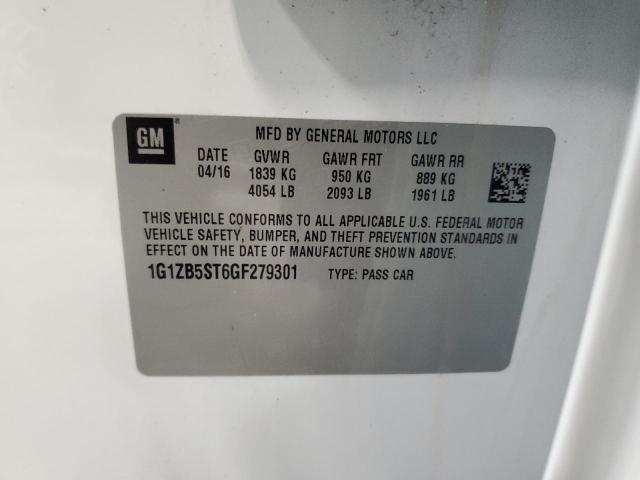 GM
MFD BY GENERAL MOTORS LLC
DATE GVWR GAWR FRT GAWR RR
04/16 1839 KG 950 KG 889 KG
4054 LB 2093 LB 1961 LB
THIS VEHICLE CONFORMS TO ALL APPLICABLE U.S. FEDERAL MOTOR
VEHICLE SAFETY, BUMPER, AND THEFT PREVENTION STANDARDS IN
EFFECT ON THE DATE OF MANUFACTURE SHOWN ABOVE.
1G1ZB5ST6GF279301 TYPE: PASS CAR